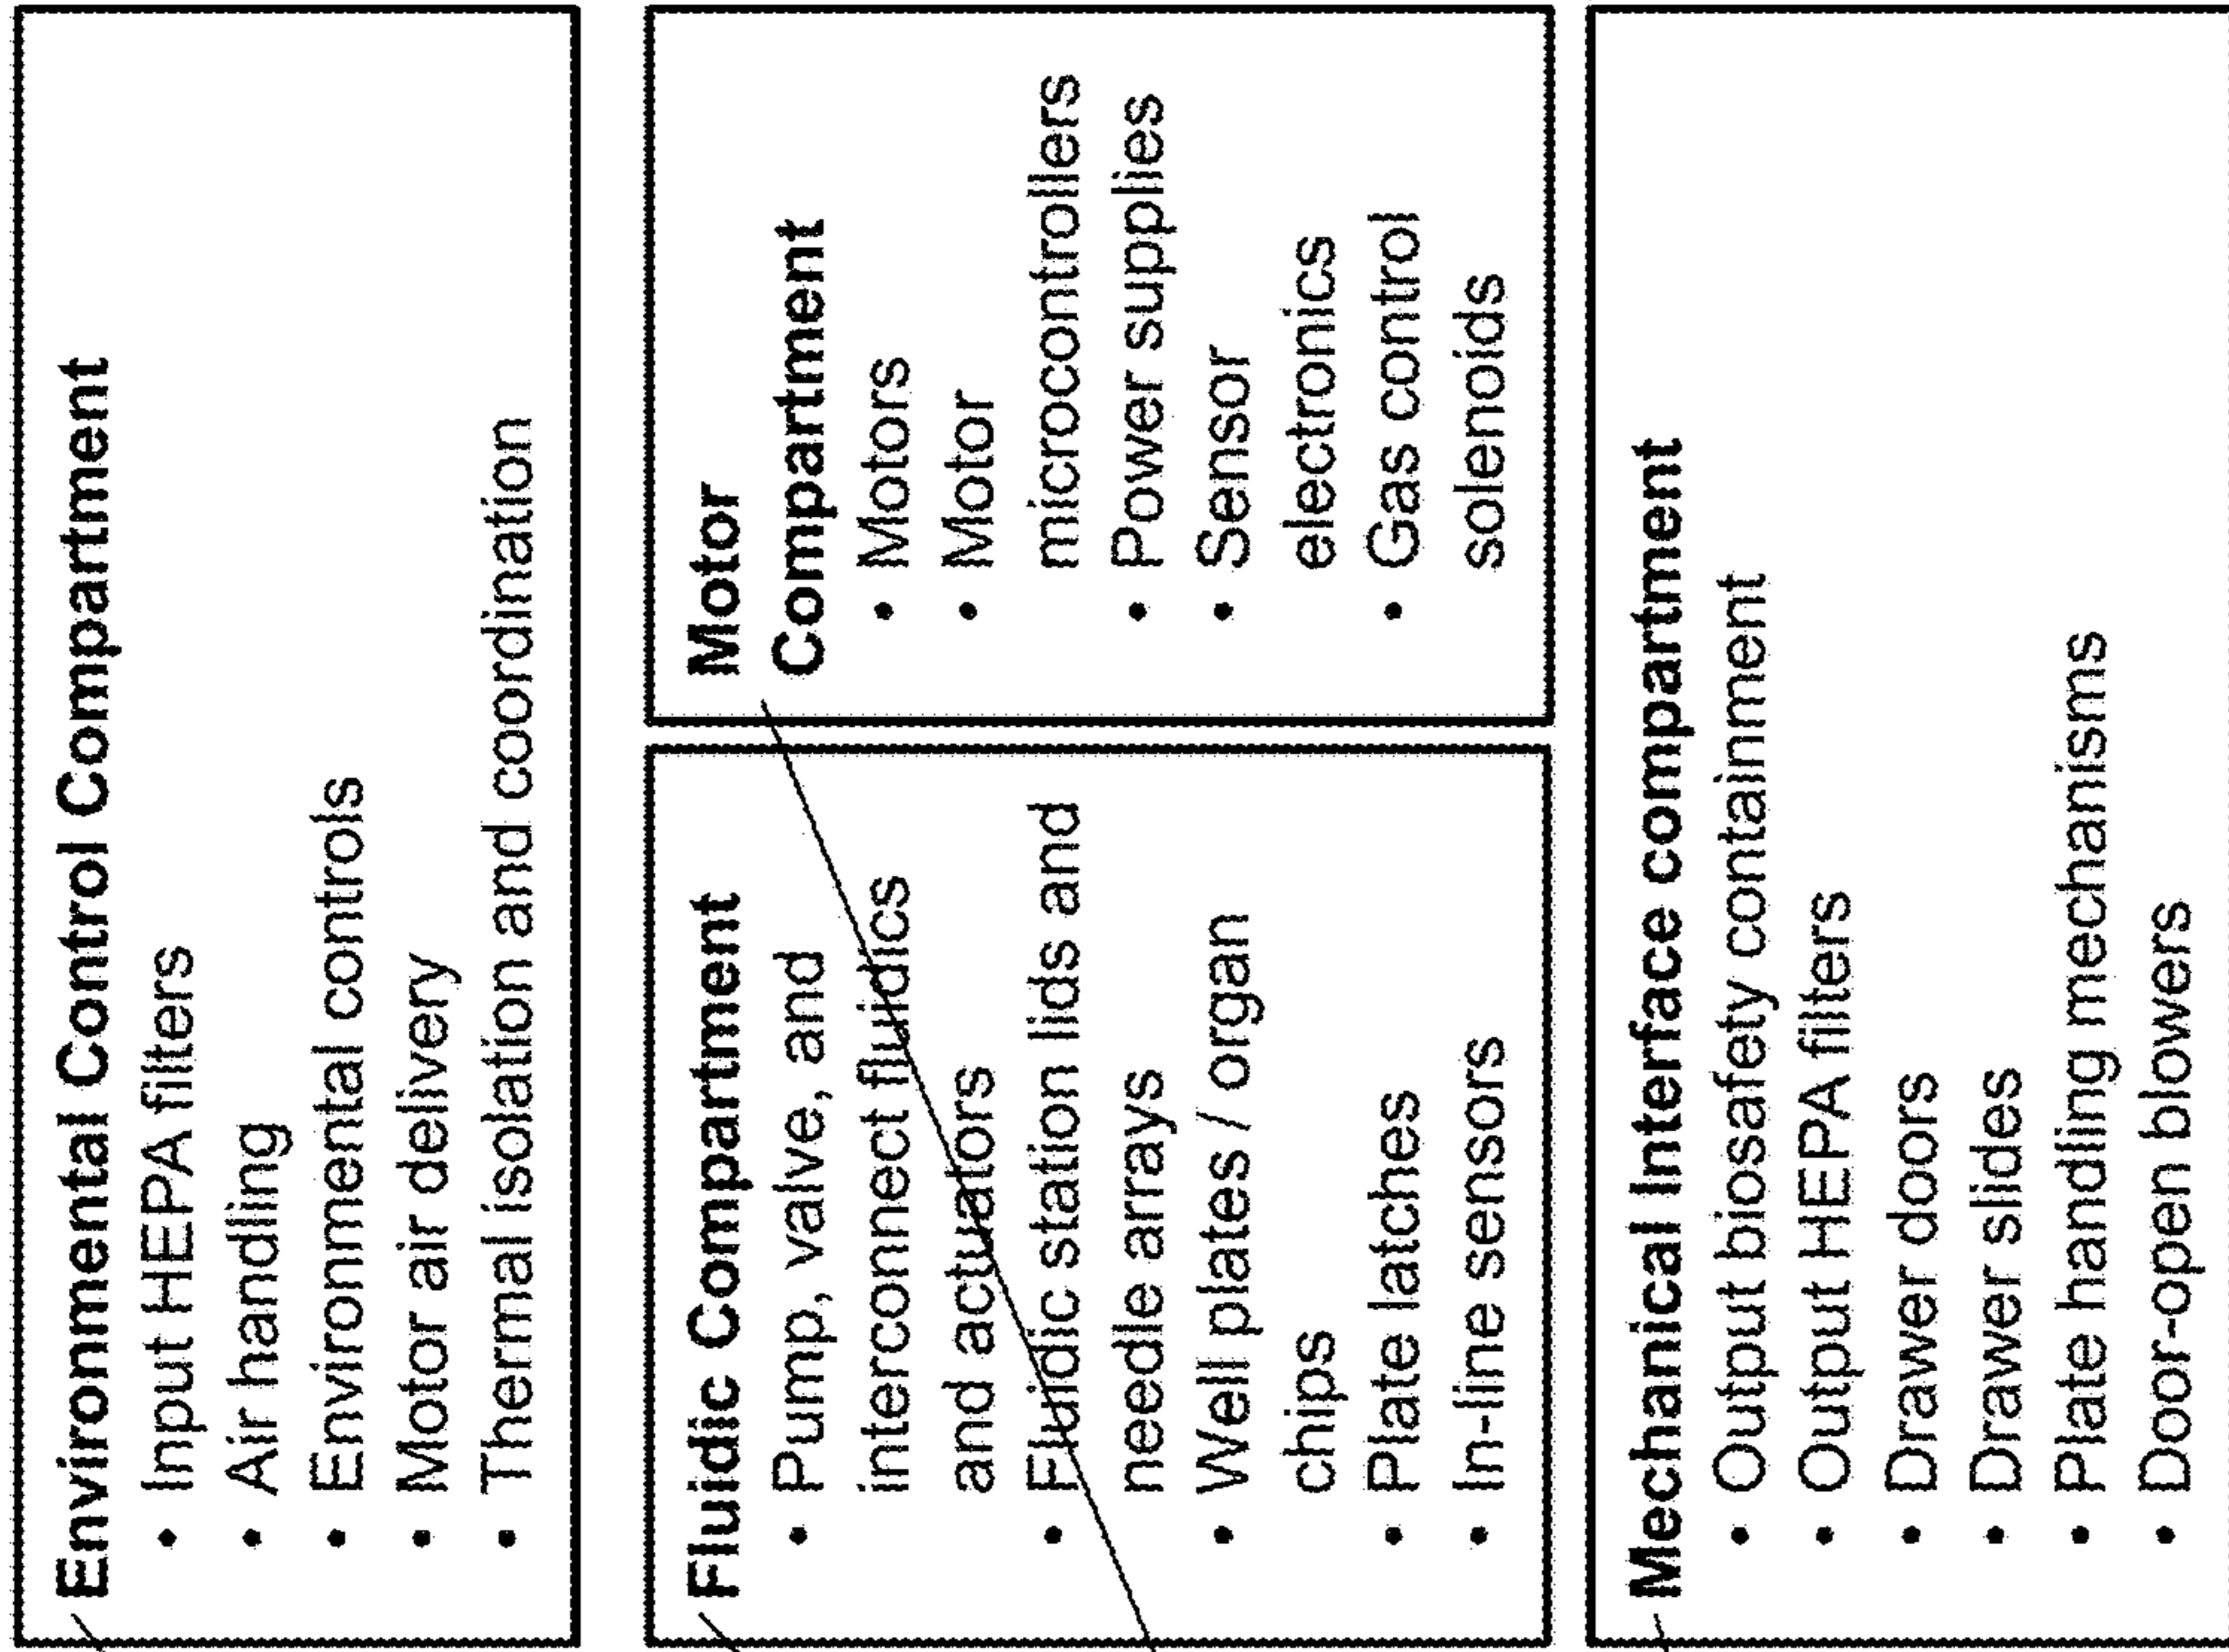 Environmental Control Compartment
• Input HEPA filters
• Air handling
• Environmental controls
• Motor air delivery
• Thermal isolation and coordination
Fluidic Compartment
• Pump, valve, and
interconnect fluidics
and actuators
• Fluidic station lids and
needle arrays
• Well plates / organ
chips
• Plate latches
• In-line sensors
Motor
Compartment
• Motors
• Motor
microcontrollers
• Power supplies
• Sensor
electronics
• Gas control
solenoids
Mechanical Interface compartment
• Output biosafety containment
• Output HEPA filters
• Drawer doors
• Drawer slides
• Plate handling mechanisms
• Door-open blowers